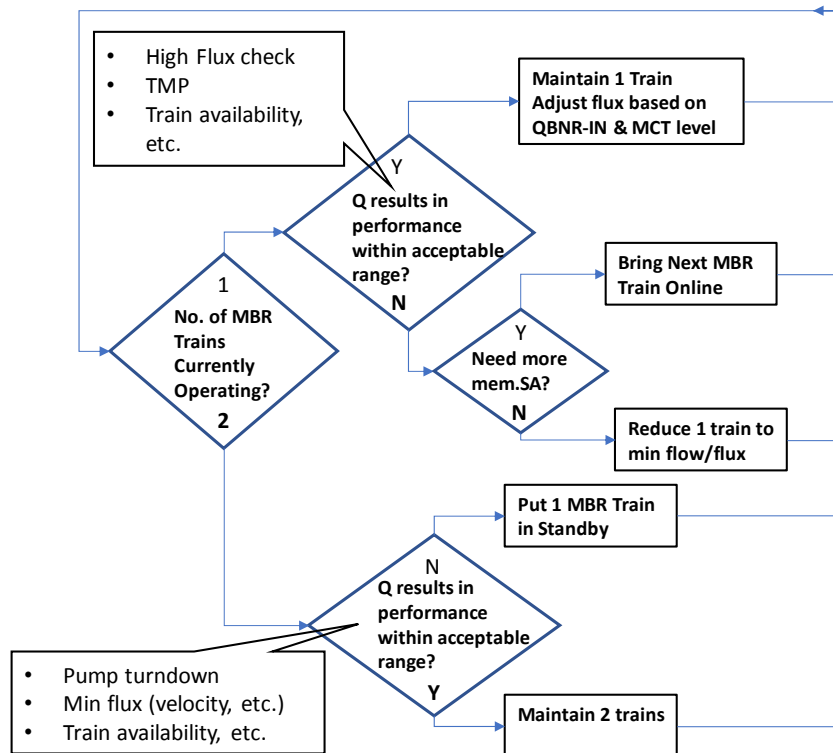 • High Flux check
• TMP
• Train availability,
etc.
Maintain 1 Train
Adjust flux based on
QBNR-IN & MCT level
Y
Q results in
performance
within acceptable
range?
N
Bring Next MBR
Train Online
1
No. of MBR
Trains
Currently
Operating?
2
Y
Need more
mem.SA?
N
Reduce 1 train to
min flow/flux
Put 1 MBR Train
in Standby
N
Q results in
performance
within acceptable
range?
Y
• Pump turndown
• Min flux (velocity, etc.)
• Train availability, etc.
Maintain 2 trains